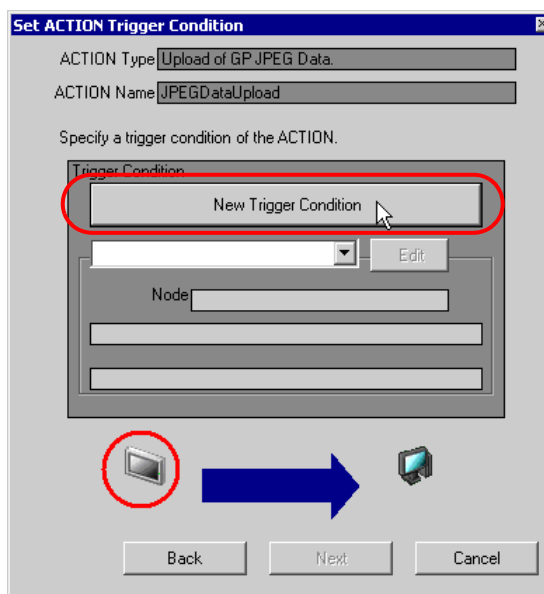 Set ACTION Trigger Condition
ACTION Type Upload of GP JPEG Data.
ACTION Name JPEGDataUpload
Specify a trigger condition of the ACTION.
Trigger Condition
New Trigger Condition
Edit
Node
Back Next Cancel